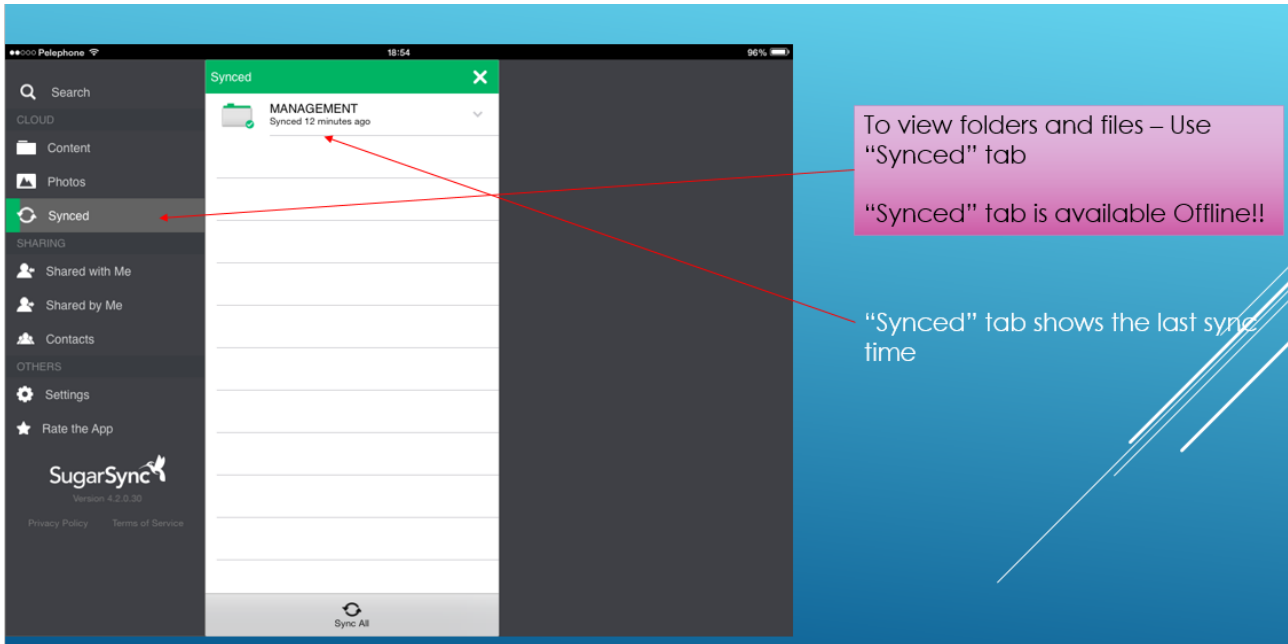 Pelephone
18:54
96%
Search
CLOUD
Content
Photos
Synced
SHARING
Shared with Me
Shared by Me
Contacts
OTHERS
Settings
Rate the App
SugarSync
Version 4.2.0.30
Privacy Policy Terms of Service
Synced
MANAGEMENT
Synced 12 minutes ago
Sync All
To view folders and files – Use
“Synced” tab
“Synced” tab is available Offline!!
“Synced” tab shows the last sync
time